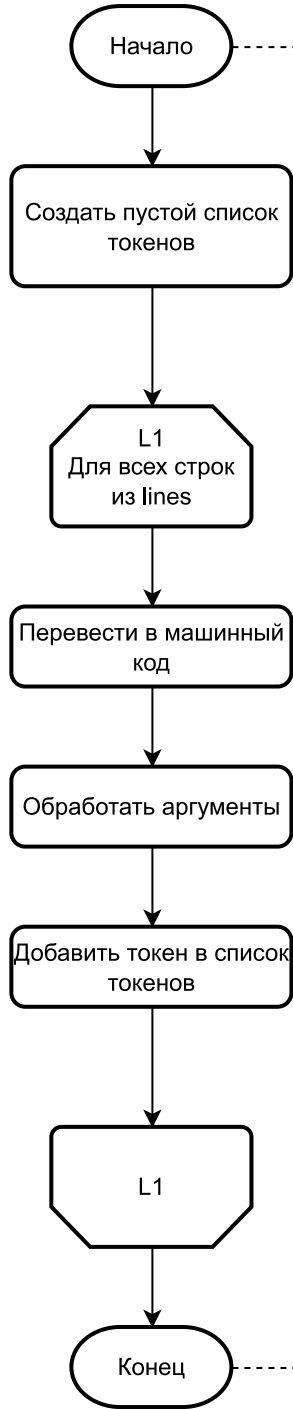 Начало
Создать пустой список
токенов
L1
Для всех строк
из lines
Перевести в машинный
код
Обработать аргументы
Добавить токен в список
токенов
L1
Конец